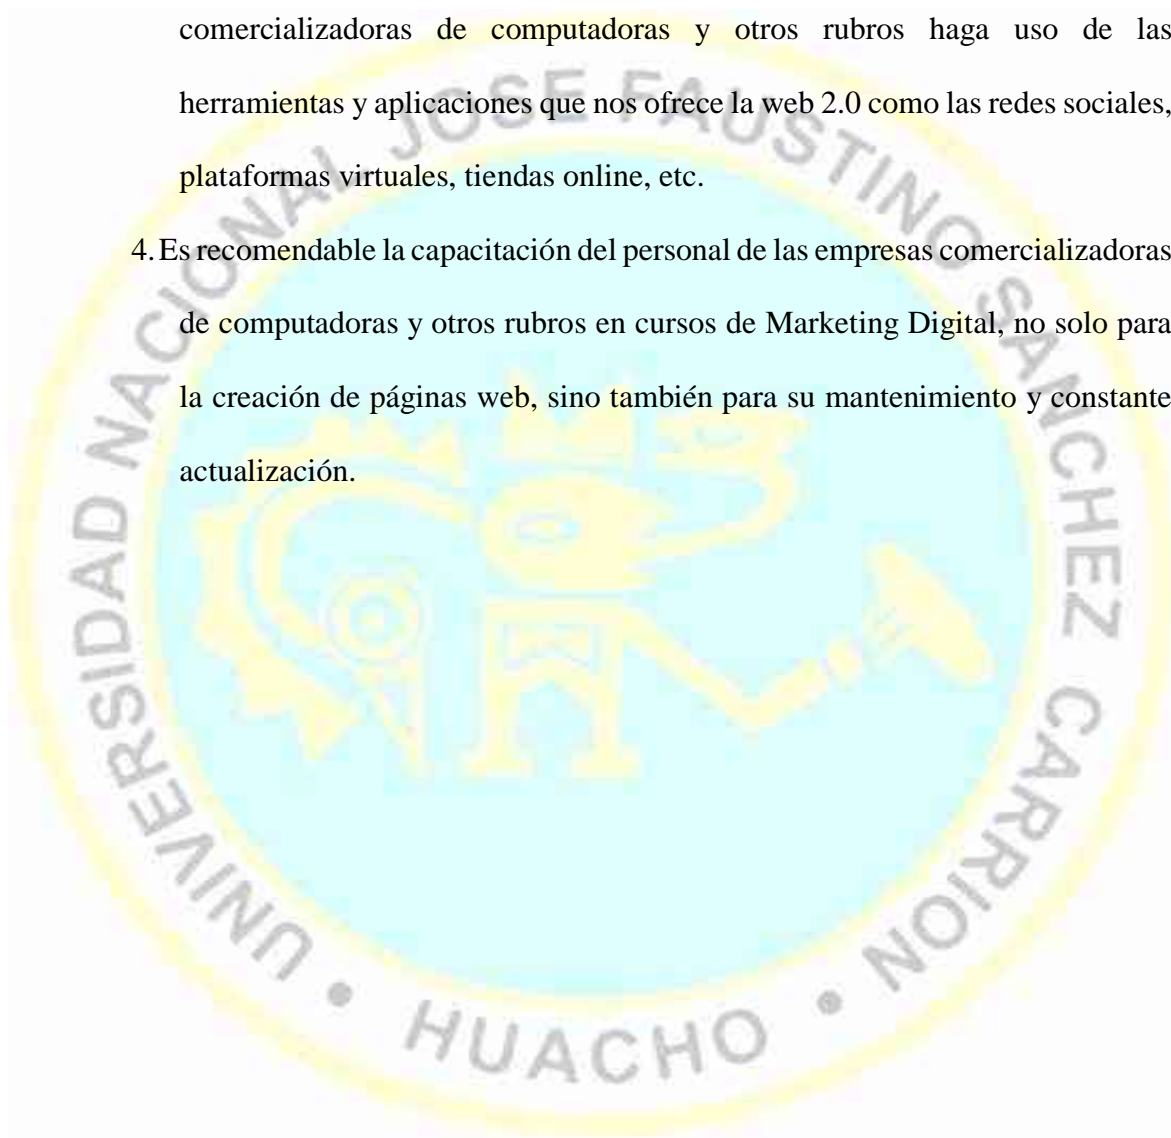 comercializadoras de computadoras y otros rubros haga uso de las
herramientas y aplicaciones que nos ofrece la web 2.0 como las redes sociales,
plataformas virtuales, tiendas online, etc.
4. Es recomendable la capacitación del personal de las empresas comercializadoras
de computadoras y otros rubros en cursos de Marketing Digital, no solo para
la creación de páginas web, sino también para su mantenimiento y constante
actualización.
UNIVERSIDAD NACIONAL JOSE FAUSTINO SANCHEZ CARRION
• HUACHO •